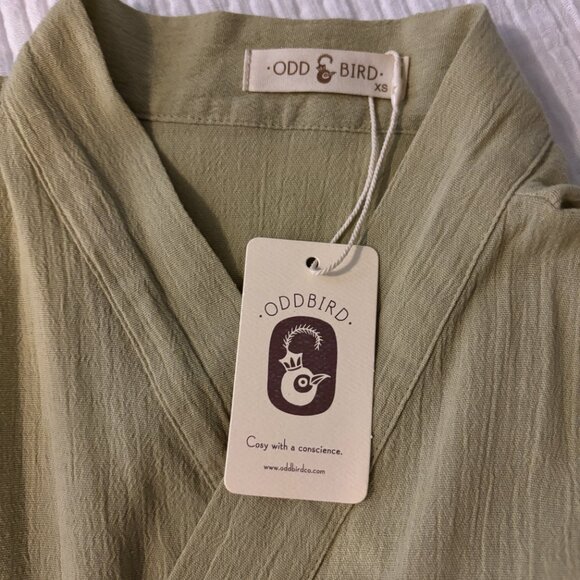 · ODD BIRD ·
XS
· ODDBIRD ·
Cosy with a conscience.
www.oddbirdco.com